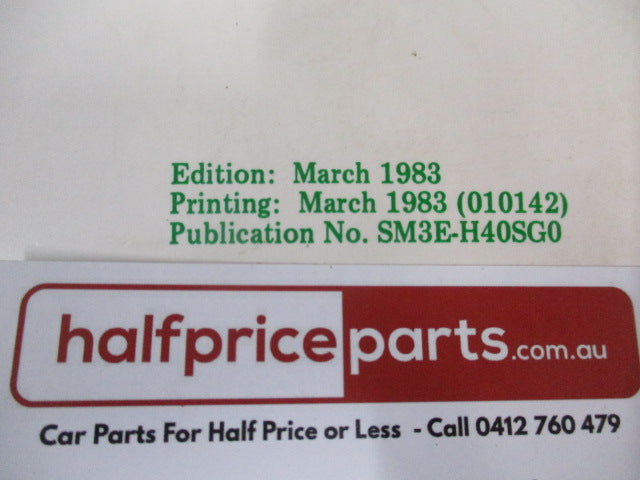 Edition: March 1983
Printing: March 1983 (010142)
Publication No. SM3E-H40SG0
halfpriceparts.com.au
Car Parts For Half Price or Less - Call 0412 760 479